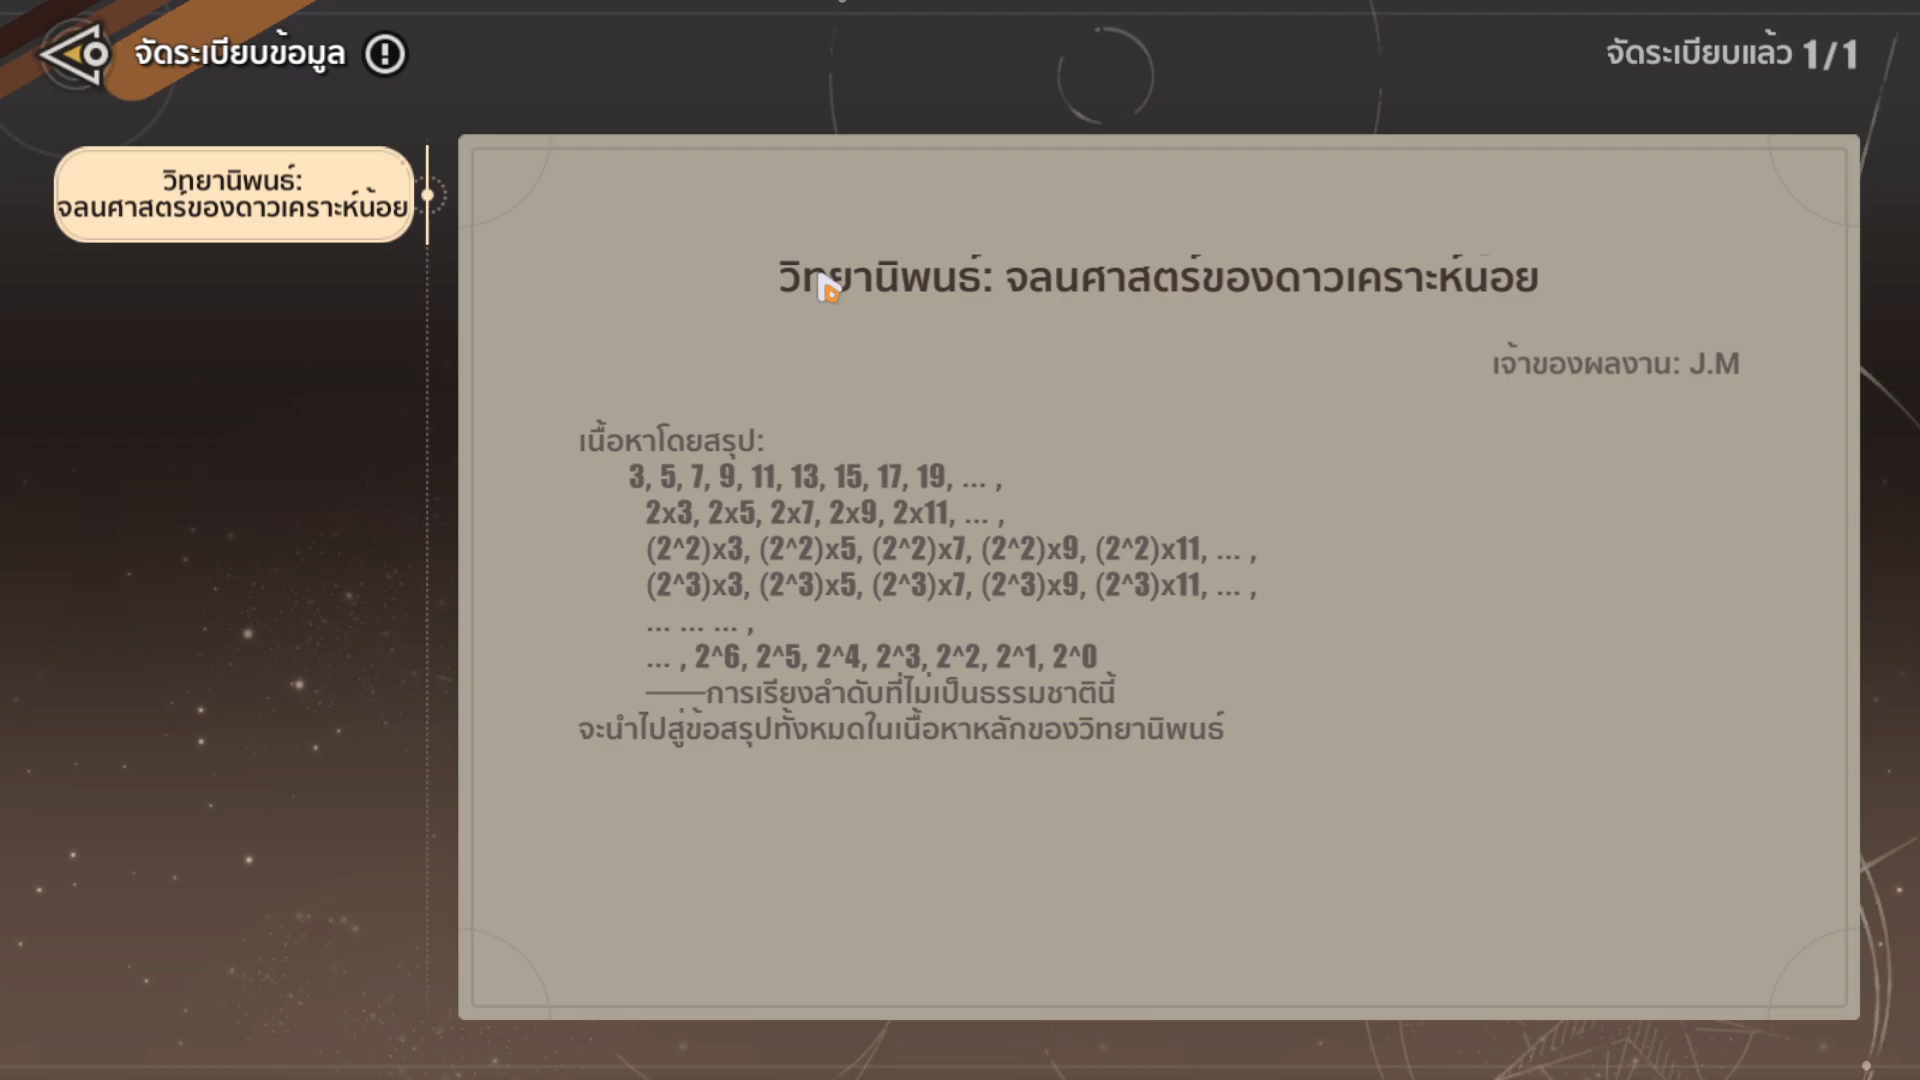 จัดระเบียบข้อมูล
จัดระเบียบแล้ว 1/1
วิทยานิพนธ์:
จลนศาสตร์ของดาวเคราะห์น้อย
วิทยานิพนธ์: จลนศาสตร์ของดาวเคราะห์น้อย
เจ้าของผลงาน: J.M
เนื้อหาโดยสรุป:
3, 5, 7, 9, 11, 13, 15, 17, 19, ... ,
2x3, 2x5, 2x7, 2x9, 2x11, ... ,
(2^2)x3, (2^2)x5, (2^2)x7, (2^2)x9, (2^2)x11, ... ,
(2^3)x3, (2^3)x5, (2^3)x7, (2^3)x9, (2^3)x11, ... ,
... ... ... ,
... , 2^6, 2^5, 2^4, 2^3, 2^2, 2^1, 2^0
——การเรียงลำดับที่ไม่เป็นธรรมชาตินี้
จะนำไปสู่ข้อสรุปทั้งหมดในเนื้อหาหลักของวิทยานิพนธ์